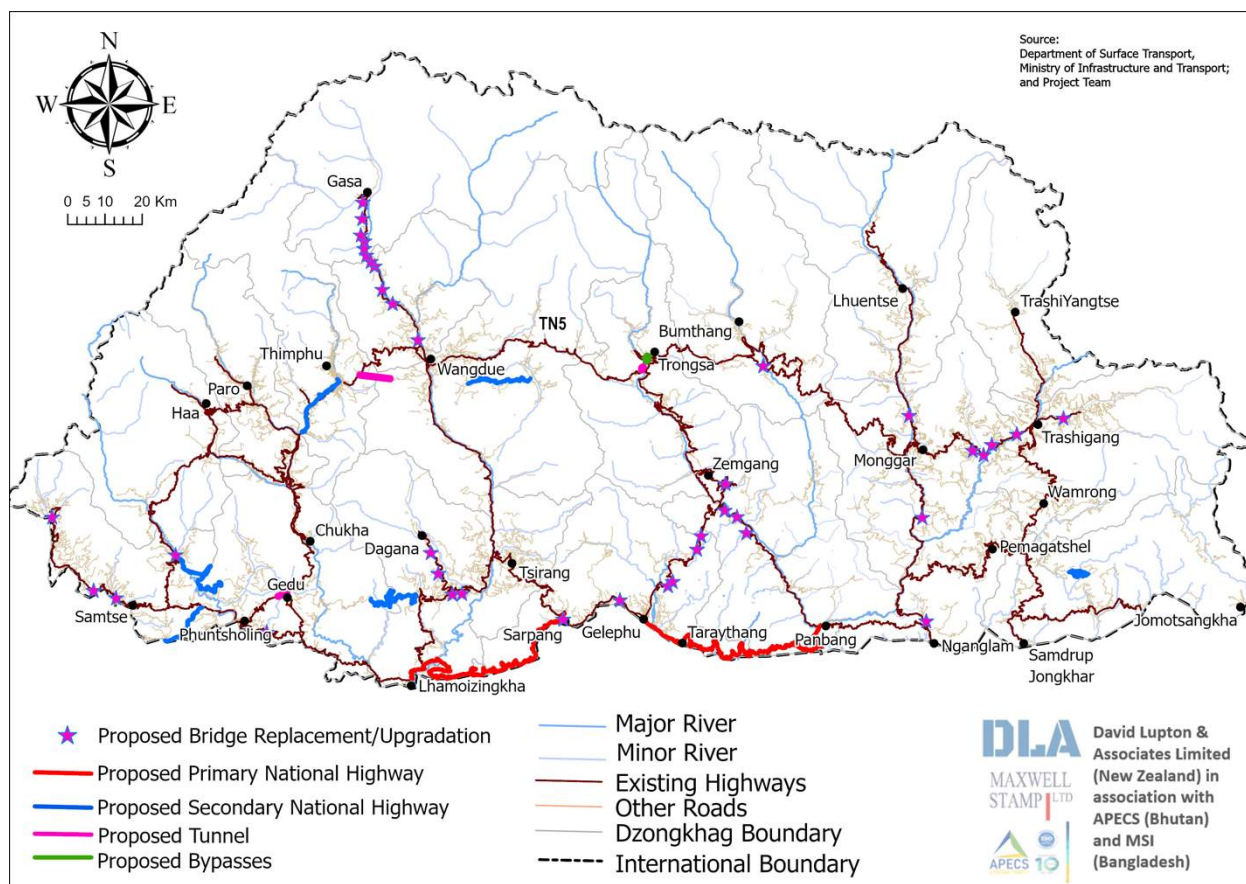 N
W
E
S
0 5 10
20 Km
Source:
Department of Surface Transport,
Ministry of Infrastructure and Transport;
and Project Team
Gasa
Lhuentse
TrashiYangtse
TN5
Bumthang
Thimphu
Wangdue
Trongsa
Paro
Haa
Trashigang
Monggar
Zemgang
Wamrong
Chukha
Dagana
Pemagatshel
Tsirang
Gedu
Samtse
Phuntsholing
Sarpang
Gelephu
Taraythang
Panbang
Nganglam
Jomotsangkha
Samdrup
Jongkhar
Lhamoizingkha
Proposed Bridge Replacement/Upgradation
Proposed Primary National Highway
Proposed Secondary National Highway
Proposed Tunnel
Proposed Bypasses
Major River
Minor River
Existing Highways
Other Roads
Dzongkhag Boundary
International Boundary
DLA
MAXWELL
STAMP LTD
APECS
David Lupton &
Associates Limited
(New Zealand) in
association with
APECS (Bhutan)
and MSI
(Bangladesh)